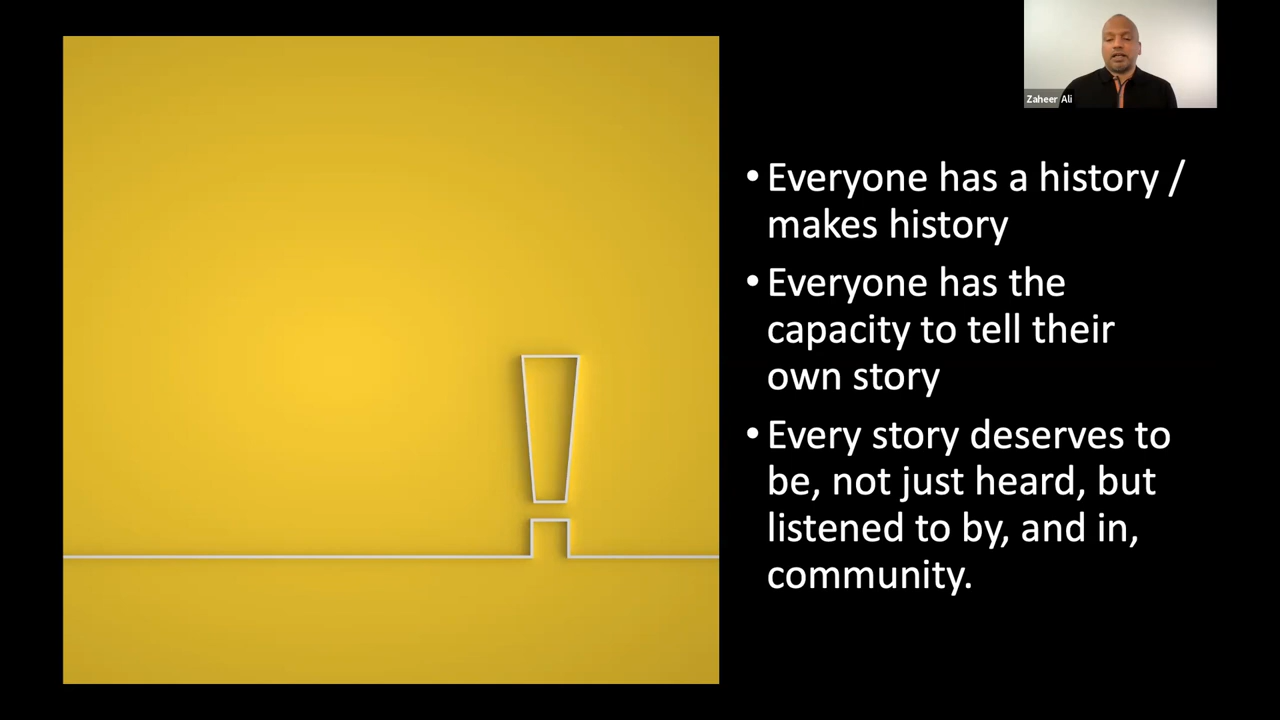 Zaheer Ali
• Everyone has a history /
makes history
• Everyone has the
capacity to tell their
own story
• Every story deserves to
be, not just heard, but
listened to by, and in,
community.